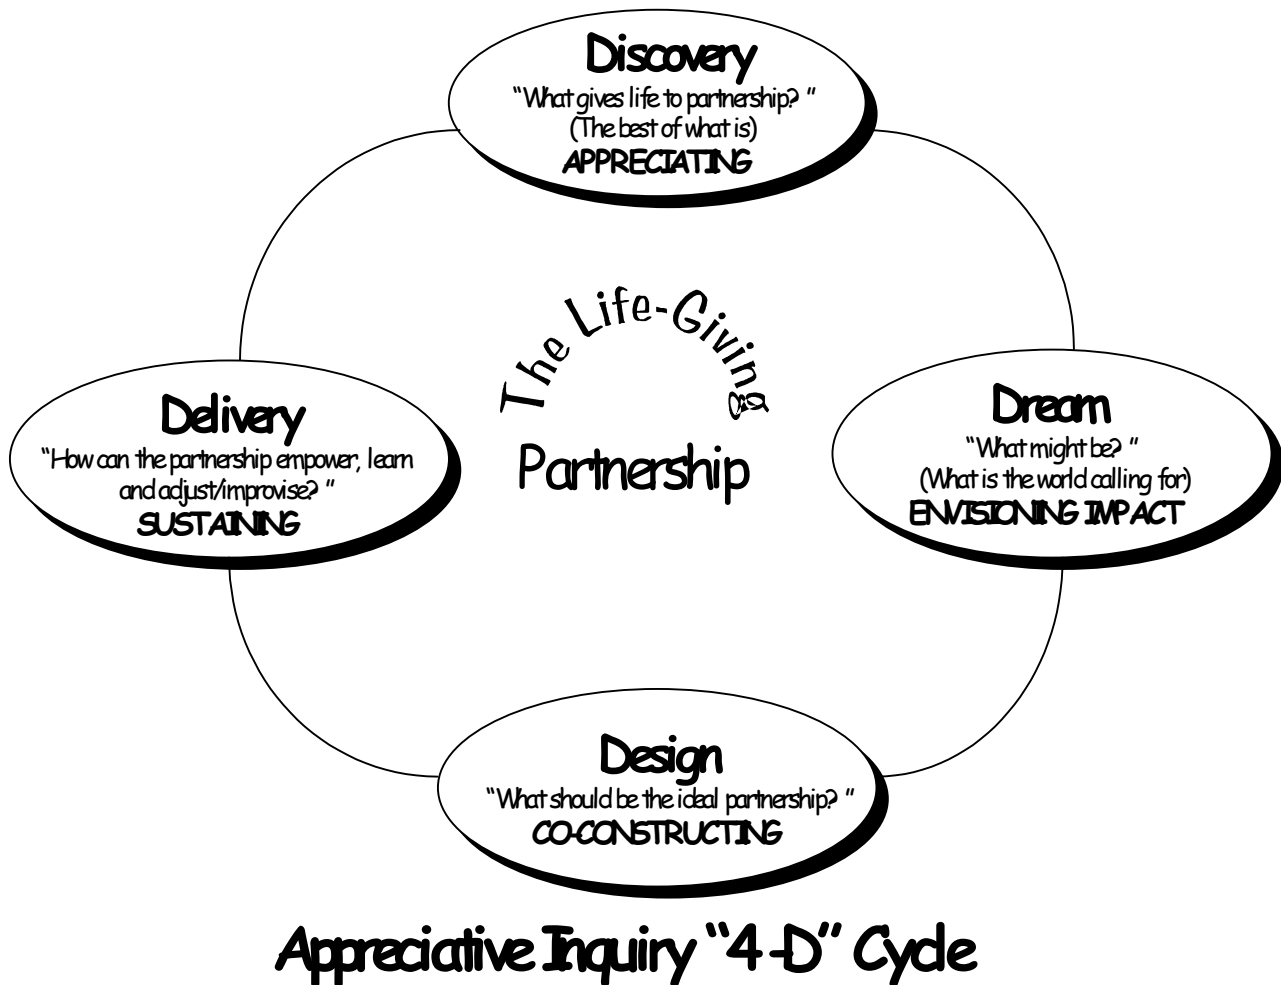 Discovery
“What gives life to partnership? ”
(The best of what is)
APPRECIATING
The Life-Giving
Partnership
Delivery
“How can the partnership empower, learn
and adjust/improvise? ”
SUSTAINING
Dream
“What might be? ”
(What is the world calling for)
ENVISIONING IMPACT
Design
“What should be the ideal partnership? ”
CO-CONSTRUCTING
Appreciative Inquiry “4-D” Cycle